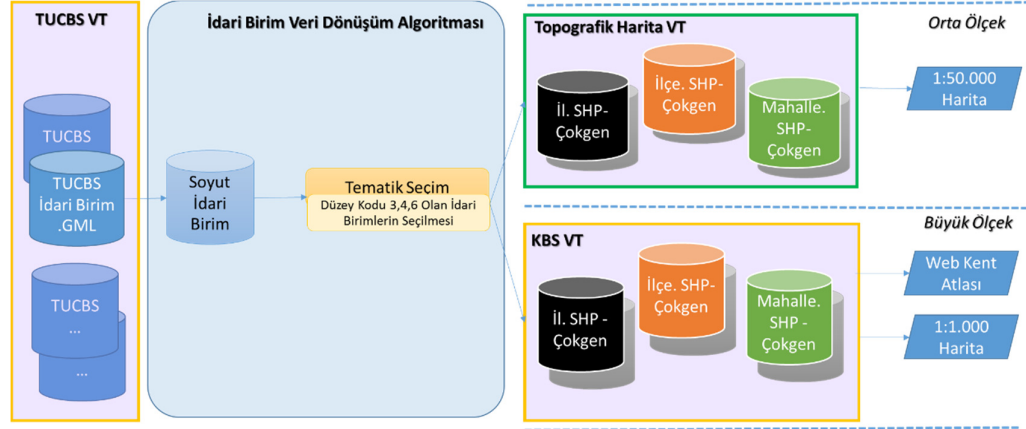 TUCBS VT
TUCBS
TUCBS
İdari Birim
.GML
TUCBS
...
...
İdari Birim Veri Dönüşüm Algoritması
Soyut
İdari
Birim
Tematik Seçim
Düzey Kodu 3,4,6 Olan İdari
Birimlerin Seçilmesi
Topografik Harita VT
İl. SHP-
Çokgen
İlçe. SHP-
Çokgen
Mahalle.
SHP-
Çokgen
Orta Ölçek
1:50.000
Harita
KBS VT
İl. SHP -
Çokgen
İlçe. SHP-
Çokgen
Mahalle.
SHP -
Çokgen
Büyük Ölçek
Web Kent
Atlası
1:1.000
Harita